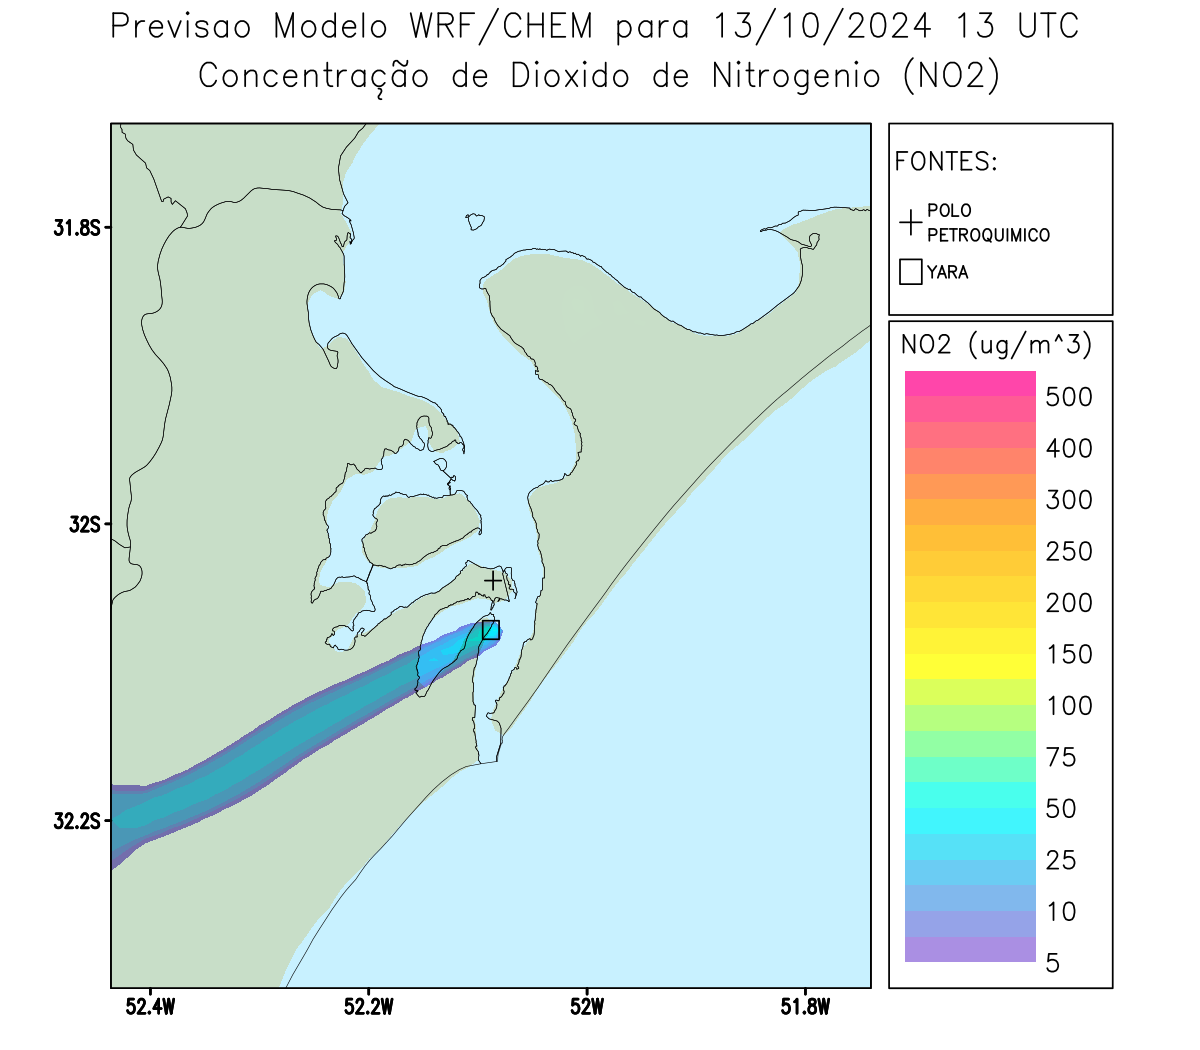 Previsao Modelo WRF/CHEM para 13/10/2024 13 UTC
Concentração de Dioxido de Nitrogenio (NO2)
FONTES:
POLO
PETROQUIMICO
YARA
31.8S
32S
32.2S
52.4W
52.2W
52W
51.8W
NO2 (ug/m^3)
500
400
300
250
200
150
100
75
50
25
10
5